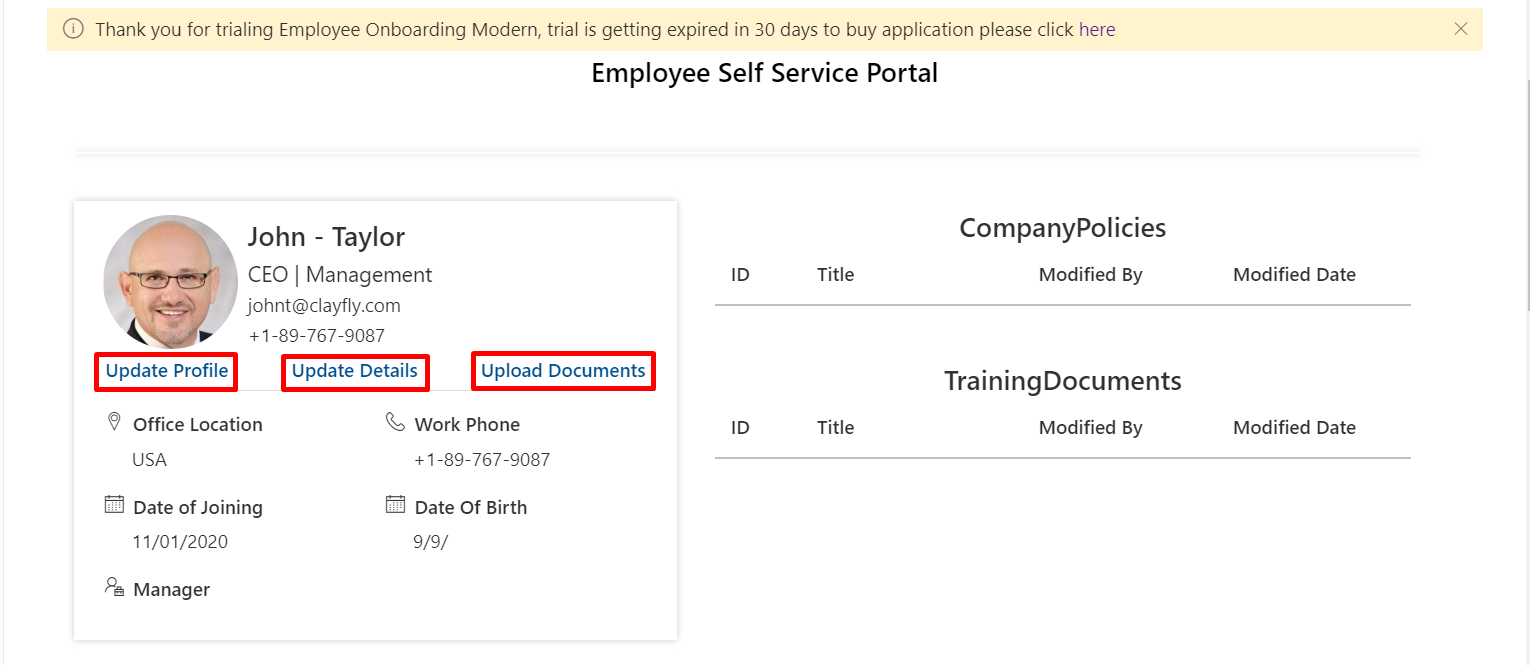 Thank you for trialing Employee Onboarding Modern, trial is getting expired in 30 days to buy application please click here
Employee Self Service Portal
John - Taylor
CEO | Management
johnt@clayfly.com
+1-89-767-9087
Update Profile Update Details Upload Documents
Office Location Work Phone
USA +1-89-767-9087
Date of Joining Date Of Birth
11/01/2020 9/9/
Manager
CompanyPolicies
ID Title Modified By Modified Date
TrainingDocuments
ID Title Modified By Modified Date